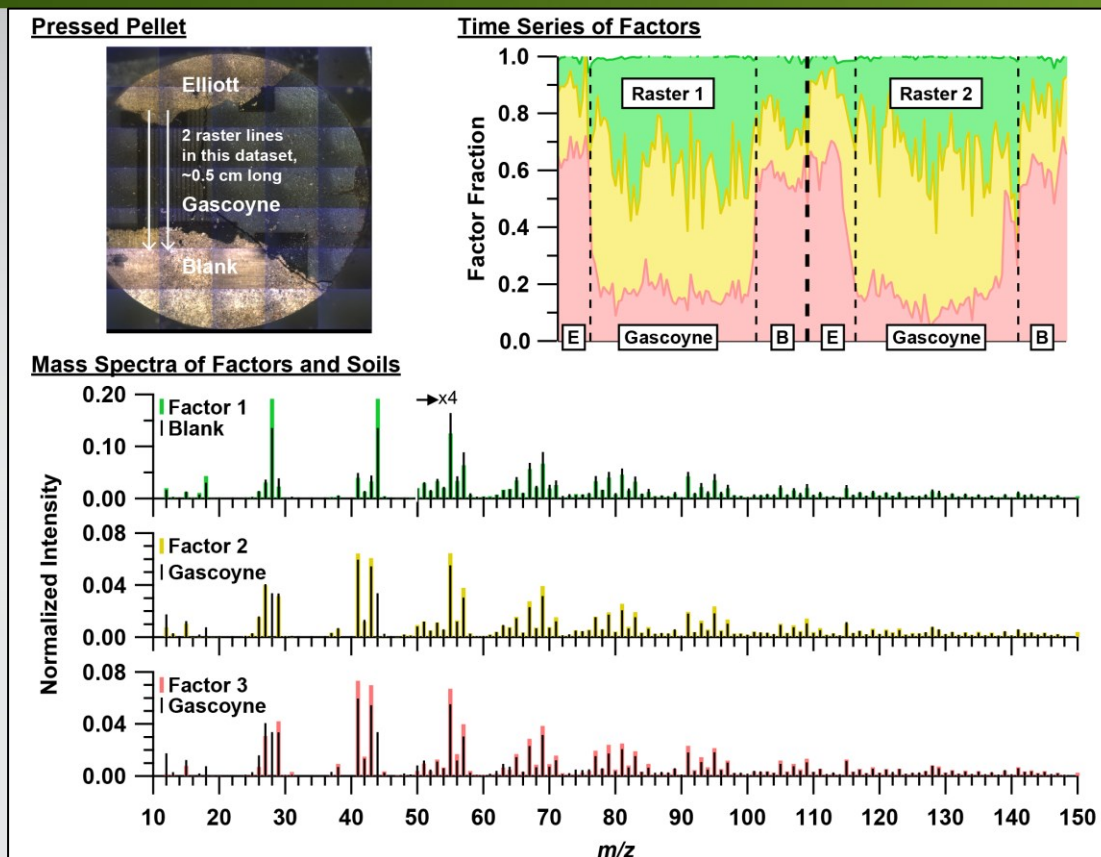 Pressed Pellet
Elliott
2 raster lines
in this dataset,
~0.5 cm long
Gascoyne
Blank
Time Series of Factors
Factor Fraction
1.0
0.8
0.6
0.4
0.2
0.0
Raster 1
Raster 2
E
Gascoyne
B
E
Gascoyne
B
Mass Spectra of Factors and Soils
Normalized Intensity
0.20
0.10
0.00
Factor 1
Blank
x4
0.08
0.04
0.00
Factor 2
Gascoyne
0.08
0.04
0.00
Factor 3
Gascoyne
10 20 30 40 50 60 70 80 90 100 110 120 130 140 150
m/z